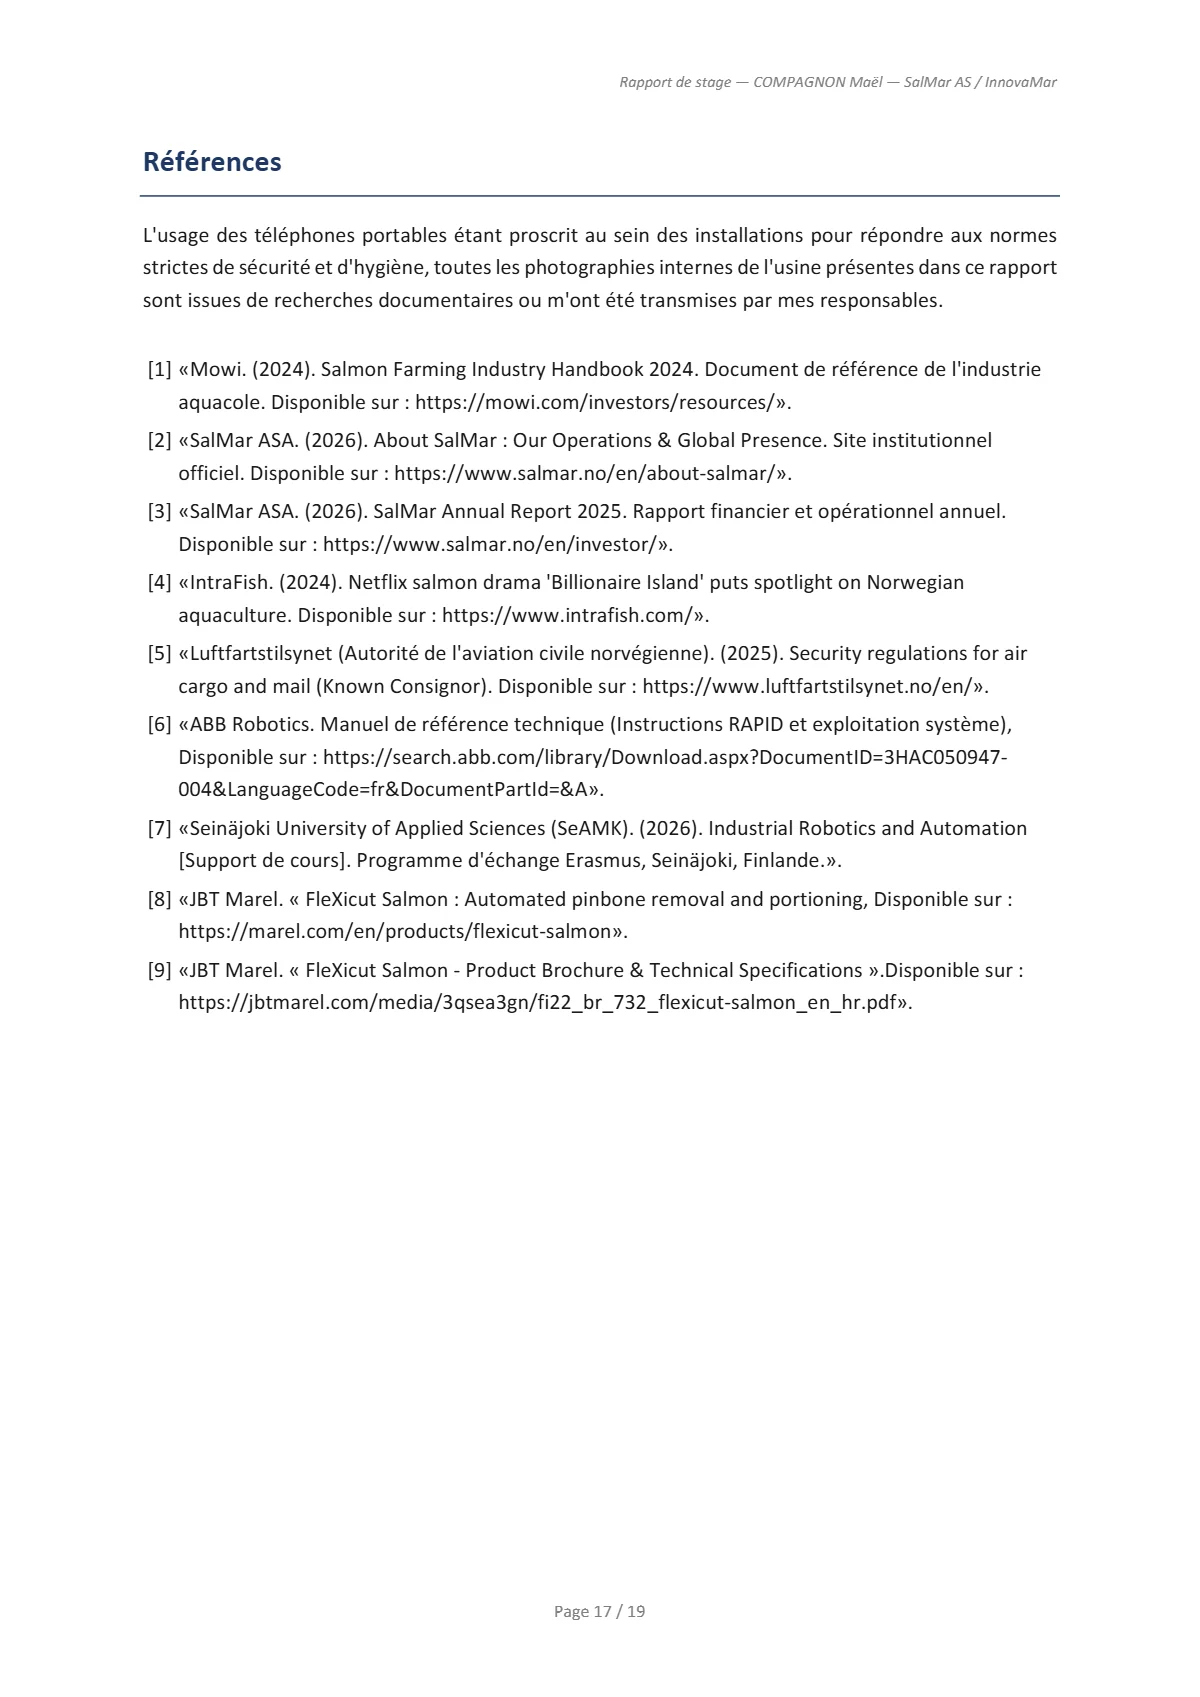 Rapport de stage — COMPAGNON Maël — SalMar AS / InnovaMar
Références
L'usage des téléphones portables étant proscrit au sein des installations pour répondre aux normes
strictes de sécurité et d'hygiène, toutes les photographies internes de l'usine présentes dans ce rapport
sont issues de recherches documentaires ou m'ont été transmises par mes responsables.
[1] «Mowi. (2024). Salmon Farming Industry Handbook 2024. Document de référence de l'industrie
aquacole. Disponible sur : https://mowi.com/investors/resources/».
[2] «SalMar ASA. (2026). About SalMar : Our Operations & Global Presence. Site institutionnel
officiel. Disponible sur : https://www.salmar.no/en/about-salmar/».
[3] «SalMar ASA. (2026). SalMar Annual Report 2025. Rapport financier et opérationnel annuel.
Disponible sur : https://www.salmar.no/en/investor/».
[4] «IntraFish. (2024). Netflix salmon drama 'Billionaire Island' puts spotlight on Norwegian
aquaculture. Disponible sur : https://www.intrafish.com/».
[5] «Luftfartstilsynet (Autorité de l'aviation civile norvégienne). (2025). Security regulations for air
cargo and mail (Known Consignor). Disponible sur : https://www.luftfartstilsynet.no/en/».
[6] «ABB Robotics. Manuel de référence technique (Instructions RAPID et exploitation système),
Disponible sur : https://search.abb.com/library/Download.aspx?DocumentID=3HAC050947-
004&LanguageCode=fr&DocumentPartId=&A».
[7] «Seinäjoki University of Applied Sciences (SeAMK). (2026). Industrial Robotics and Automation
[Support de cours]. Programme d'échange Erasmus, Seinäjoki, Finlande.».
[8] «JBT Marel. « FleXicut Salmon : Automated pinbone removal and portioning, Disponible sur :
https://marel.com/en/products/flexicut-salmon».
[9] «JBT Marel. « FleXicut Salmon - Product Brochure & Technical Specifications ».Disponible sur :
https://jbtmarel.com/media/3qsea3gn/fi22_br_732_flexicut-salmon_en_hr.pdf».
Page 17 / 19